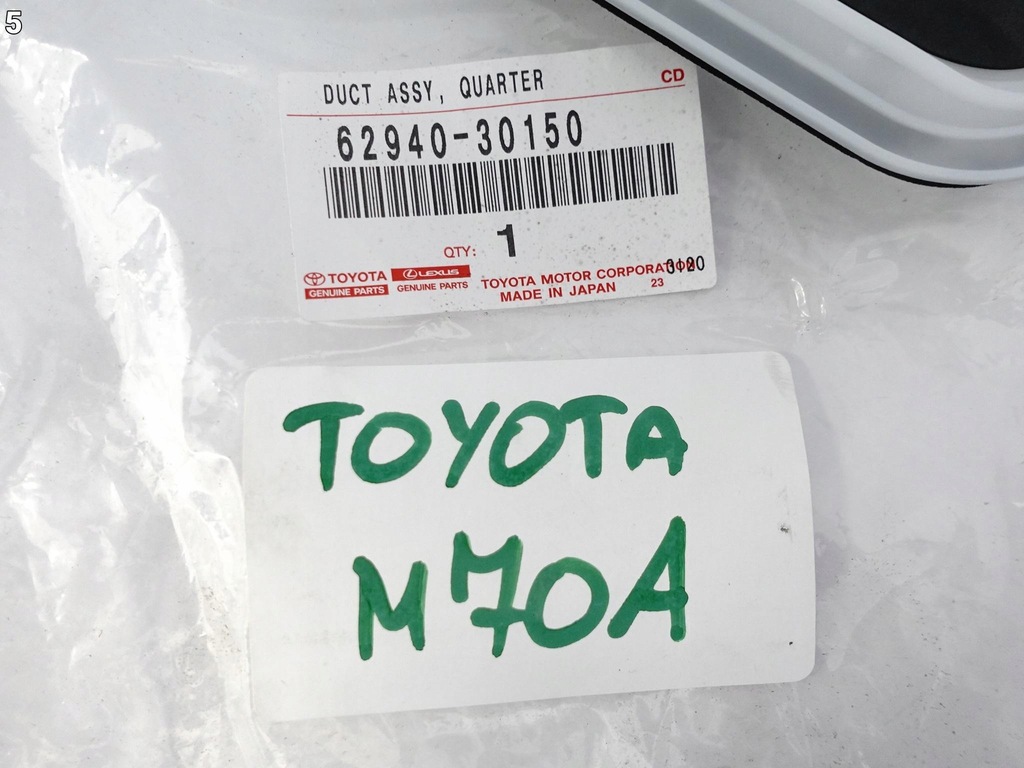 5
DUCT ASSY, QUARTER
CD
62940-30150
QTY: 1
TOYOTA
GENUINE PARTS
LEXUS
GENUINE PARTS
TOYOTA MOTOR CORPORATION
MADE IN JAPAN
23
TOYOTA
M70A